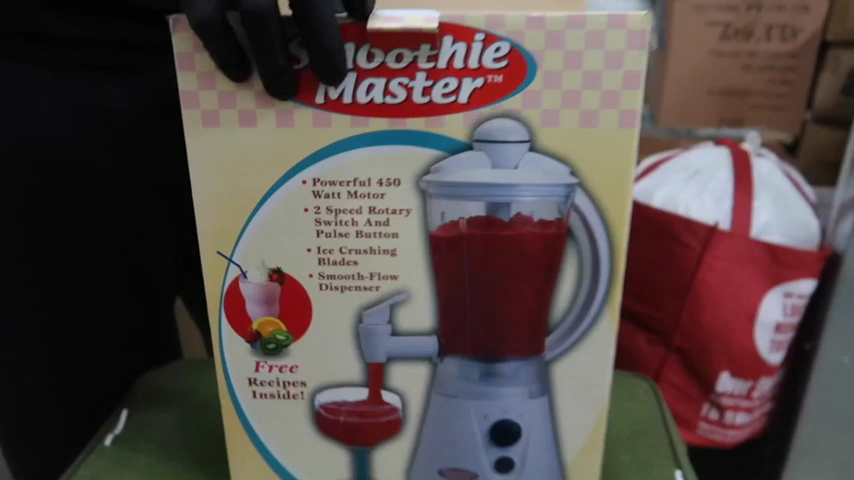 Smoothie
Master™
• Powerful 450
Watt Motor
• 2 Speed Rotary
Switch And
Pulse Button
• Ice Crushing
Blades
• Smooth-Flow
Dispenser
Free
Recipes
Inside!
Over